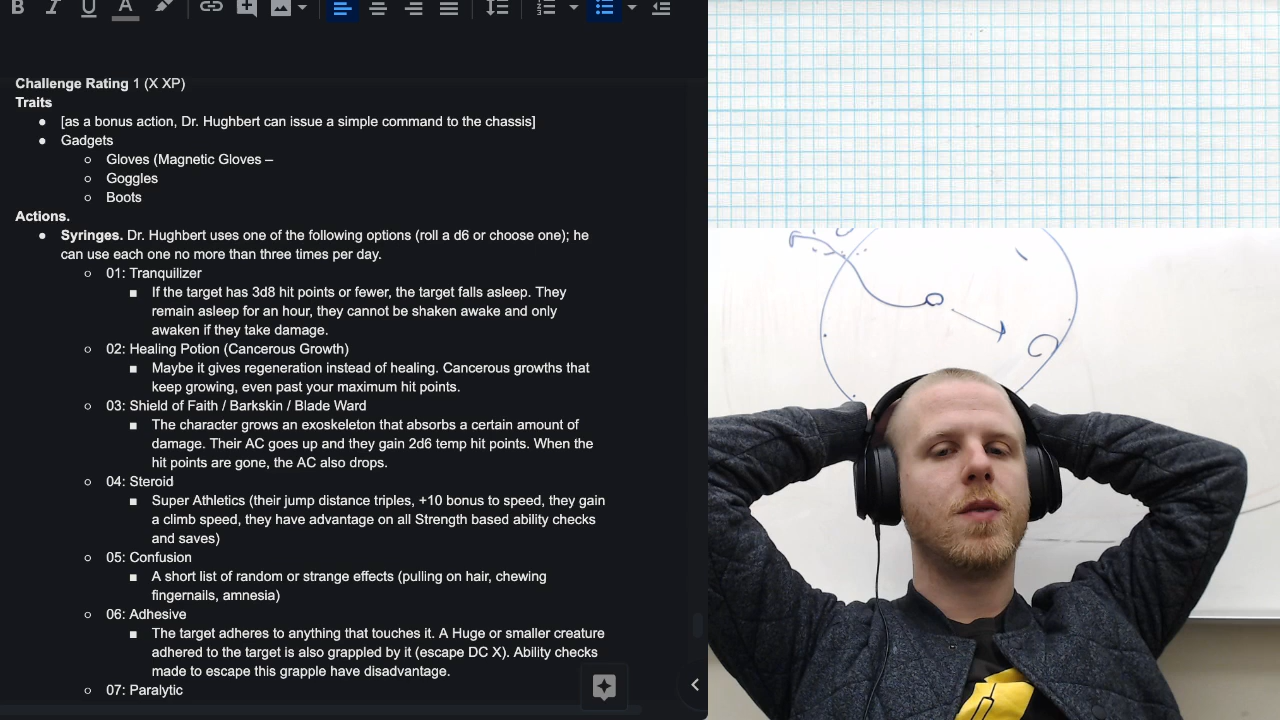 Challenge Rating 1 (X XP)
Traits
● [as a bonus action, Dr. Hughbert can issue a simple command to the chassis]
● Gadgets
○ Gloves (Magnetic Gloves –
○ Goggles
○ Boots
Actions.
● Syringes. Dr. Hughbert uses one of the following options (roll a d6 or choose one); he
can use each one no more than three times per day.
○ 01: Tranquilizer
■ If the target has 3d8 hit points or fewer, the target falls asleep. They
remain asleep for an hour, they cannot be shaken awake and only
awaken if they take damage.
○ 02: Healing Potion (Cancerous Growth)
■ Maybe it gives regeneration instead of healing. Cancerous growths that
keep growing, even past your maximum hit points.
○ 03: Shield of Faith / Barkskin / Blade Ward
■ The character grows an exoskeleton that absorbs a certain amount of
damage. Their AC goes up and they gain 2d6 temp hit points. When the
hit points are gone, the AC also drops.
○ 04: Steroid
■ Super Athletics (their jump distance triples, +10 bonus to speed, they gain
a climb speed, they have advantage on all Strength based ability checks
and saves)
○ 05: Confusion
■ A short list of random or strange effects (pulling on hair, chewing
fingernails, amnesia)
○ 06: Adhesive
■ The target adheres to anything that touches it. A Huge or smaller creature
adhered to the target is also grappled by it (escape DC X). Ability checks
made to escape this grapple have disadvantage.
○ 07: Paralytic